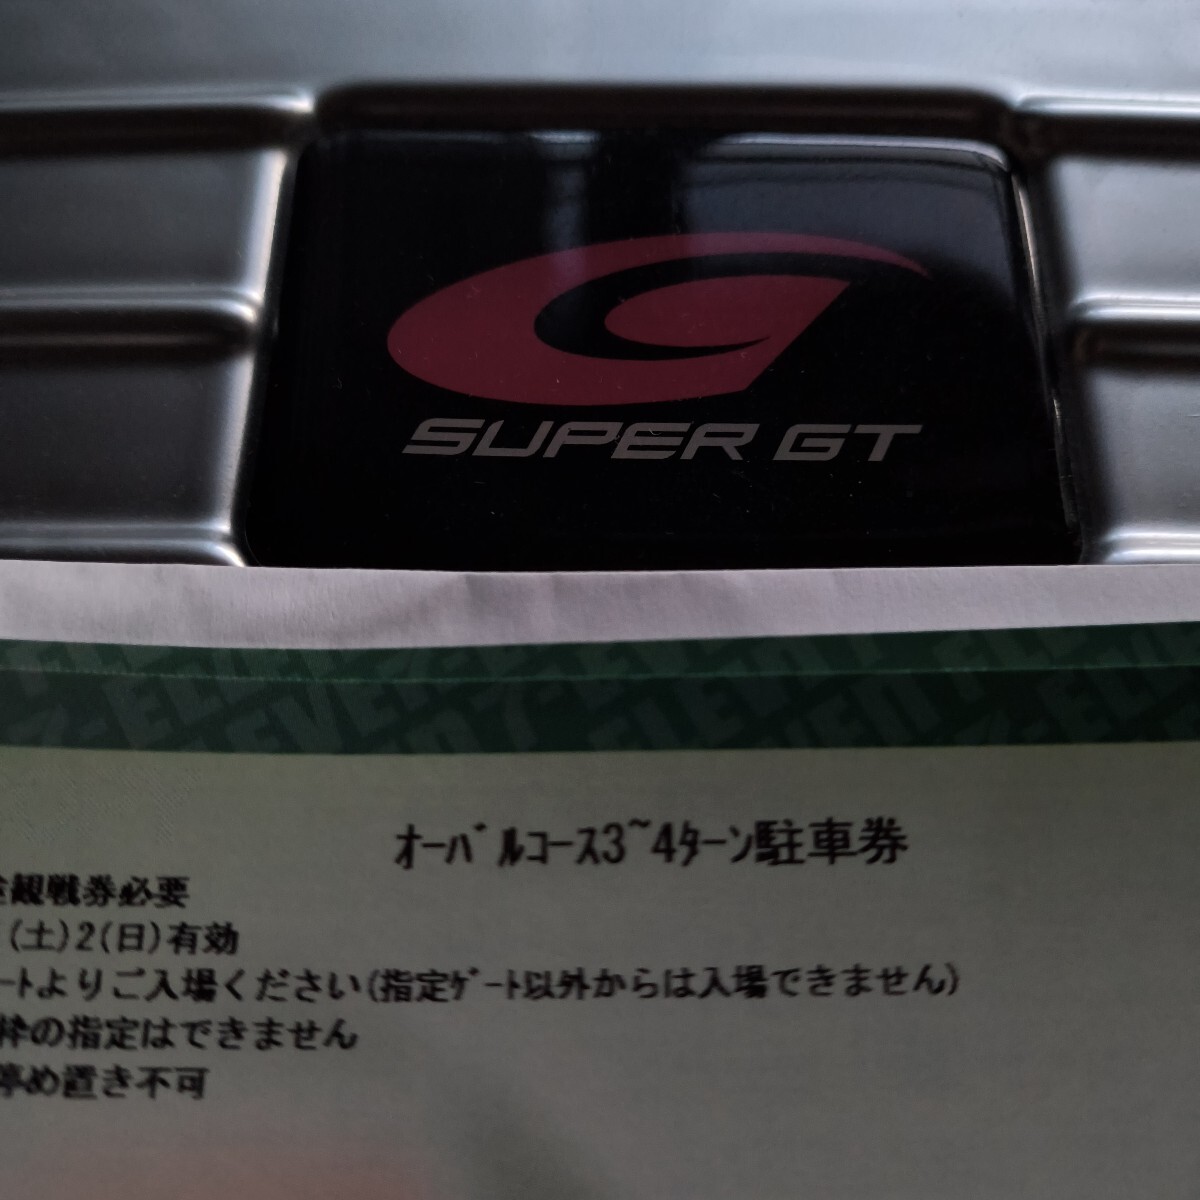 SUPER GT
7-ELEVEN
オーバルコース3~4ターン駐車券
観戦券必要
(土)2(日)有効
ートよりご入場ください(指定ゲート以外からは入場できません)
枠の指定はできません
停め置き不可